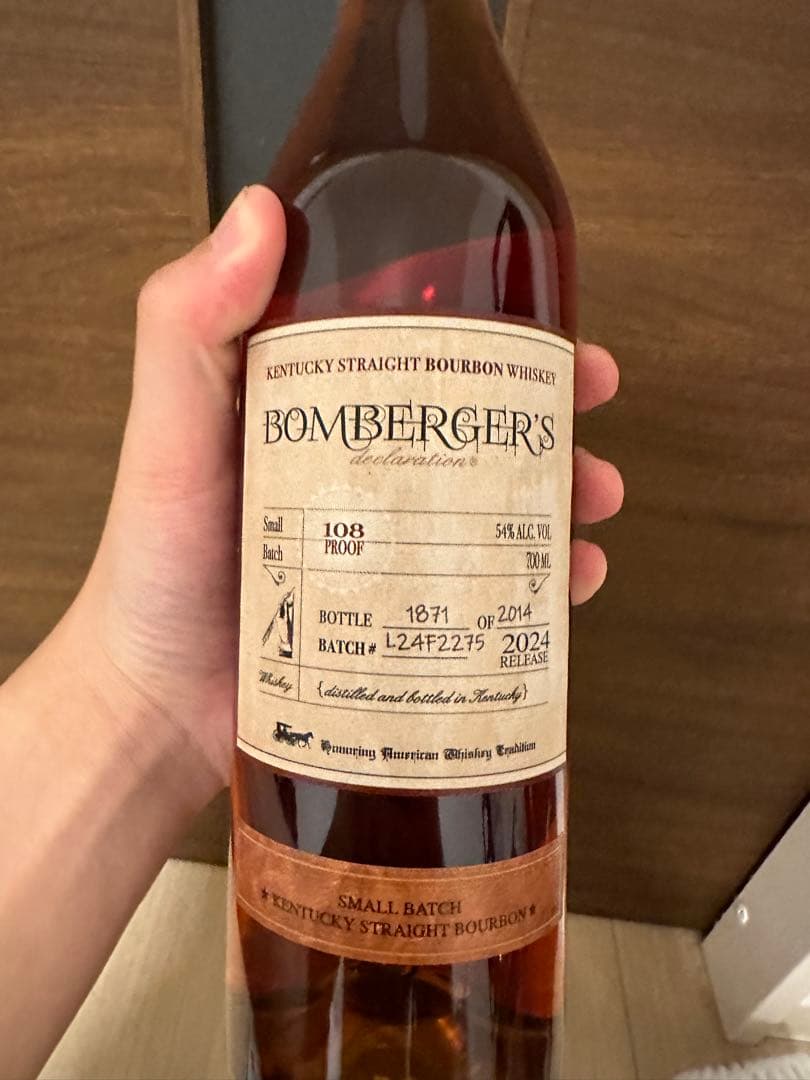 KENTUCKY STRAIGHT BOURBON WHISKEY
BOMBERGER'S
declaration®
Small
Batch
108
PROOF
54% ALC. VOL
700 ML
BOTTLE 1871 OF 2014
BATCH # L24F2275
2024
RELEASE
Whiskey
{distilled and bottled in Kentucky}
Honoring American Whiskey Tradition
SMALL BATCH
★ KENTUCKY STRAIGHT BOURBON ★